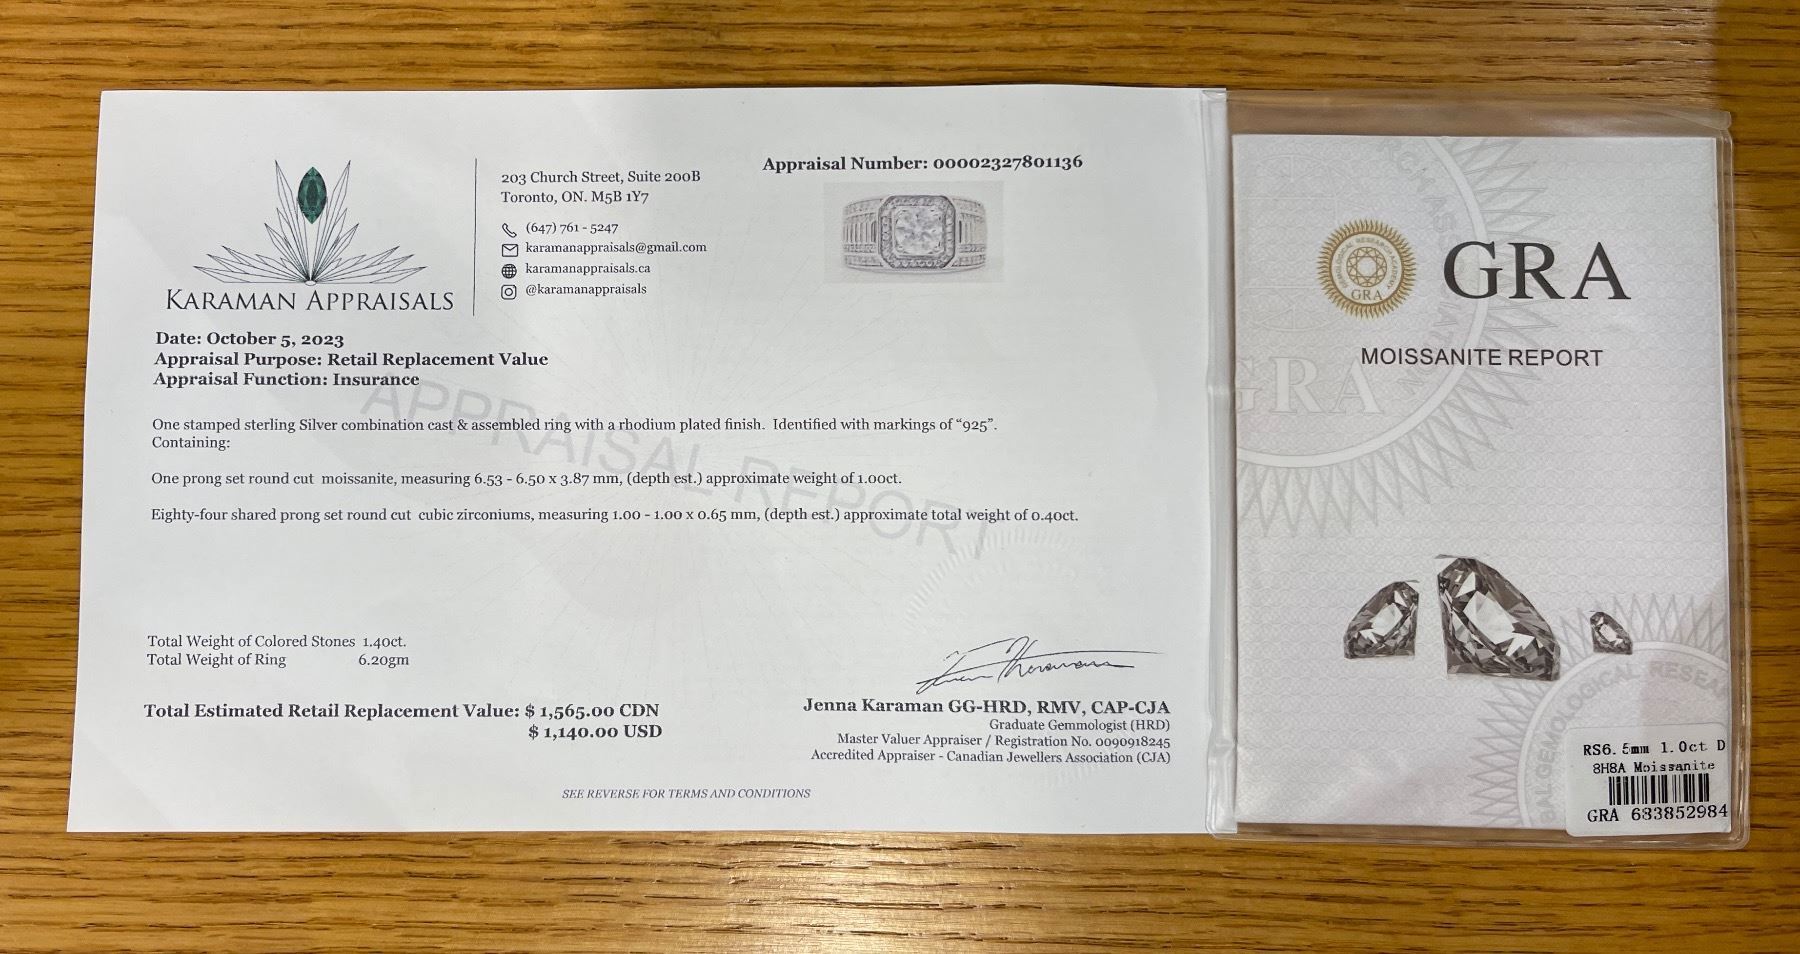 KARAMAN APPRAISALS
203 Church Street, Suite 200B
Toronto, ON. M5B 1Y7
(647) 761 - 5247
karamanappraisals@gmail.com
karamanappraisals.ca
@karamanappraisals
Appraisal Number: 00002327801136
Date: October 5, 2023
Appraisal Purpose: Retail Replacement Value
Appraisal Function: Insurance
APPRAISAL REPORT
One stamped sterling Silver combination cast & assembled ring with a rhodium plated finish. Identified with markings of “925”.
Containing:
One prong set round cut moissanite, measuring 6.53 - 6.50 x 3.87 mm, (depth est.) approximate weight of 1.00ct.
Eighty-four shared prong set round cut cubic zirconiums, measuring 1.00 - 1.00 x 0.65 mm, (depth est.) approximate total weight of 0.40ct.
Total Weight of Colored Stones 1.40ct.
Total Weight of Ring 6.20gm
Total Estimated Retail Replacement Value: $ 1,565.00 CDN
$ 1,140.00 USD
Jenna Karaman GG-HRD, RMV, CAP-CJA
Graduate Gemmologist (HRD)
Master Valuer Appraiser / Registration No. 0090918245
Accredited Appraiser - Canadian Jewellers Association (CJA)
SEE REVERSE FOR TERMS AND CONDITIONS
GRA
GRA
MOISSANITE REPORT
GRA
RS6.5mm 1.0ct D
8H8A Moissanite
GRA 683852984